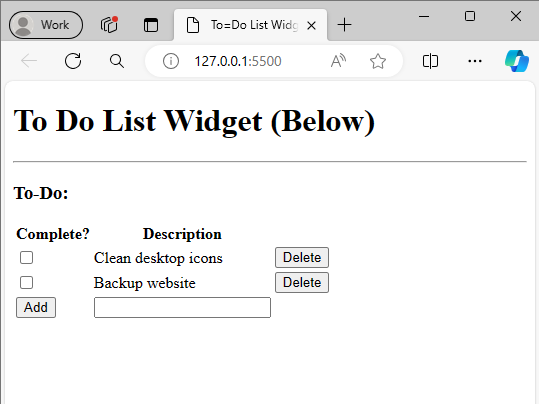 Work
To=Do List Widg
127.0.0.1:5500
To Do List Widget (Below)
To-Do:
Complete? Description
Clean desktop icons Delete
Backup website Delete
Add